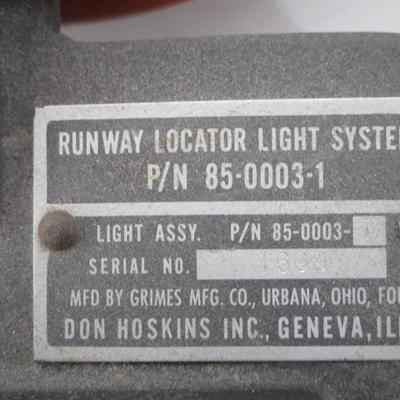 RUNWAY LOCATOR LIGHT SYSTE
P/N 85-0003-1
LIGHT ASSY. P/N 85-0003-
SERIAL NO. 699
MFD BY GRIMES MFG. CO., URBANA, OHIO, FO
DON HOSKINS INC., GENEVA, IL